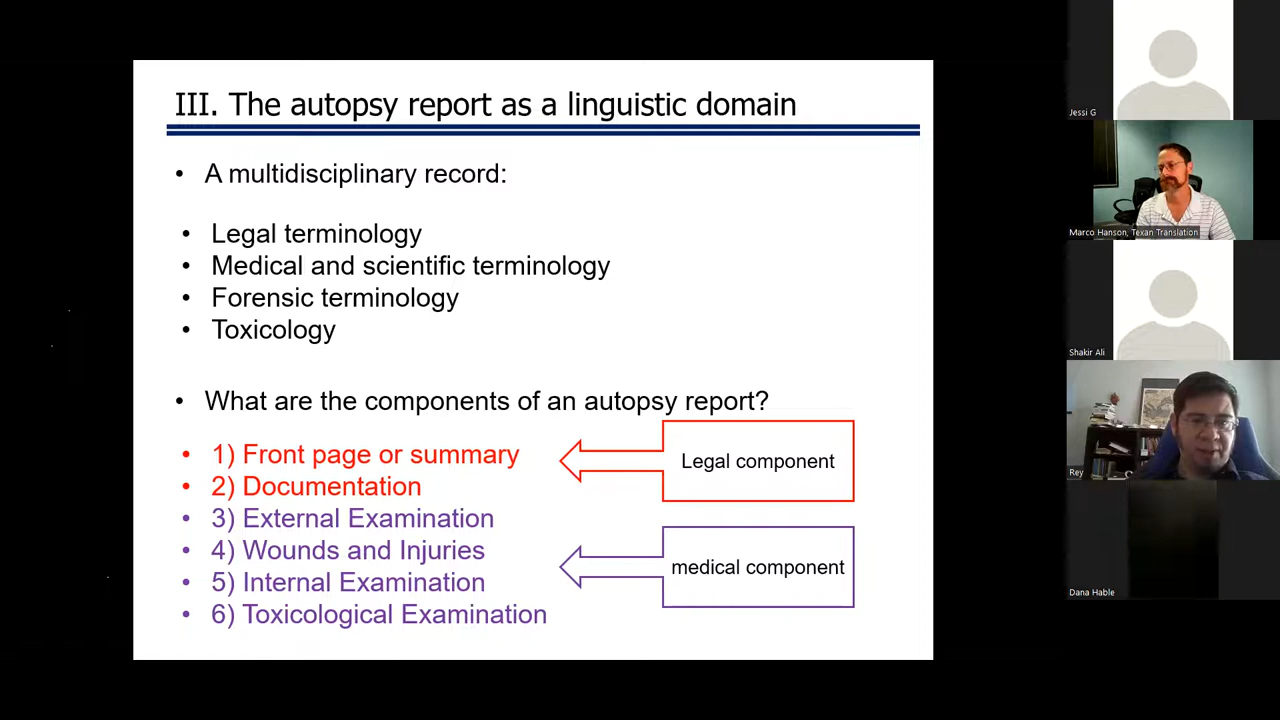 III. The autopsy report as a linguistic domain
• A multidisciplinary record:
• Legal terminology
• Medical and scientific terminology
• Forensic terminology
• Toxicology
• What are the components of an autopsy report?
• 1) Front page or summary
• 2) Documentation
• 3) External Examination
• 4) Wounds and Injuries
• 5) Internal Examination
• 6) Toxicological Examination
Legal component
medical component
Jessi G
Marco Hanson, Texan Translation
Shakir Ali
Rey
Dana Hable